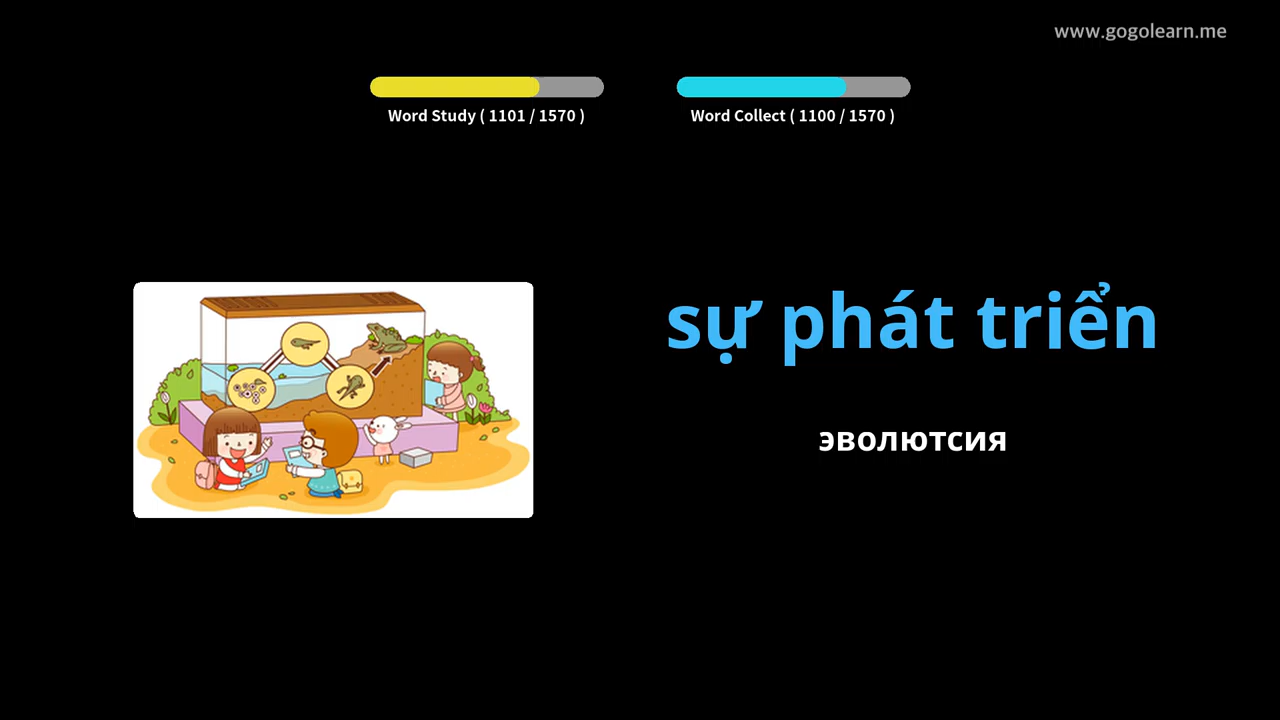 www.gogolearn.me
Word Study ( 1101 / 1570 )
Word Collect ( 1100 / 1570 )
sự phát triển
эволютсия